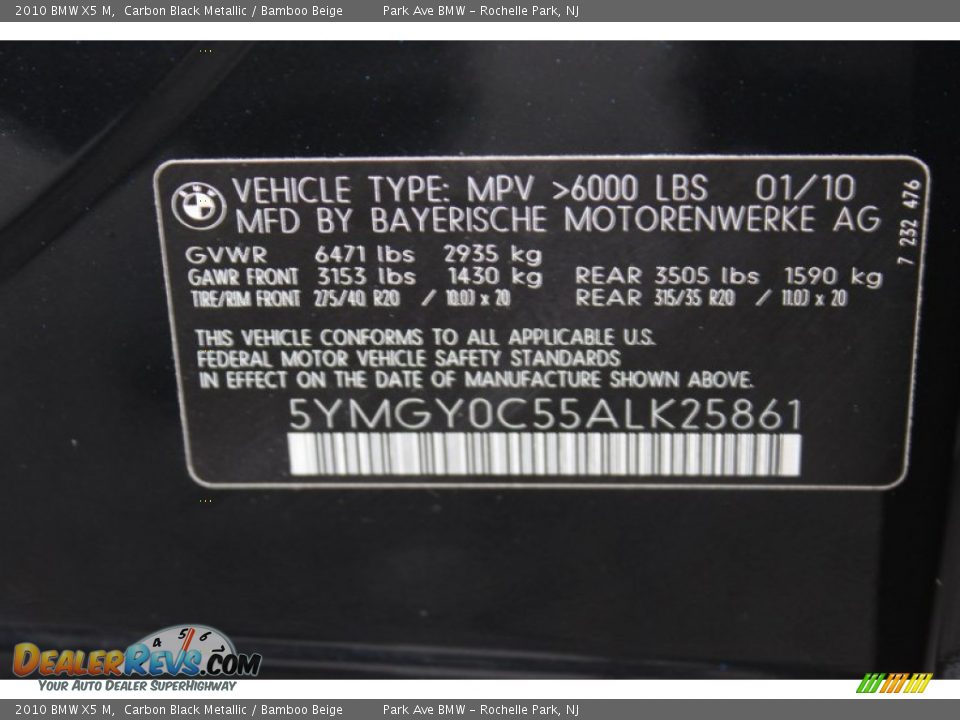 2010 BMW X5 M, Carbon Black Metallic / Bamboo Beige Park Ave BMW - Rochelle Park, NJ
VEHICLE TYPE: MPV >6000 LBS 01/10
MFD BY BAYERISCHE MOTORENWERKE AG
7 232 476
GVWR 6471 lbs 2935 kg
GAWR FRONT 3153 lbs 1430 kg REAR 3505 lbs 1590 kg
TIRE/RIM FRONT 275/40 R20 / 10.0J x 20 REAR 315/35 R20 / 11.0J x 20
THIS VEHICLE CONFORMS TO ALL APPLICABLE U.S.
FEDERAL MOTOR VEHICLE SAFETY STANDARDS
IN EFFECT ON THE DATE OF MANUFACTURE SHOWN ABOVE.
5YMGY0C55ALK25861
4 5 6
DEALERREVS.COM
YOUR AUTO DEALER SUPERHIGHWAY
2010 BMW X5 M, Carbon Black Metallic / Bamboo Beige Park Ave BMW - Rochelle Park, NJ